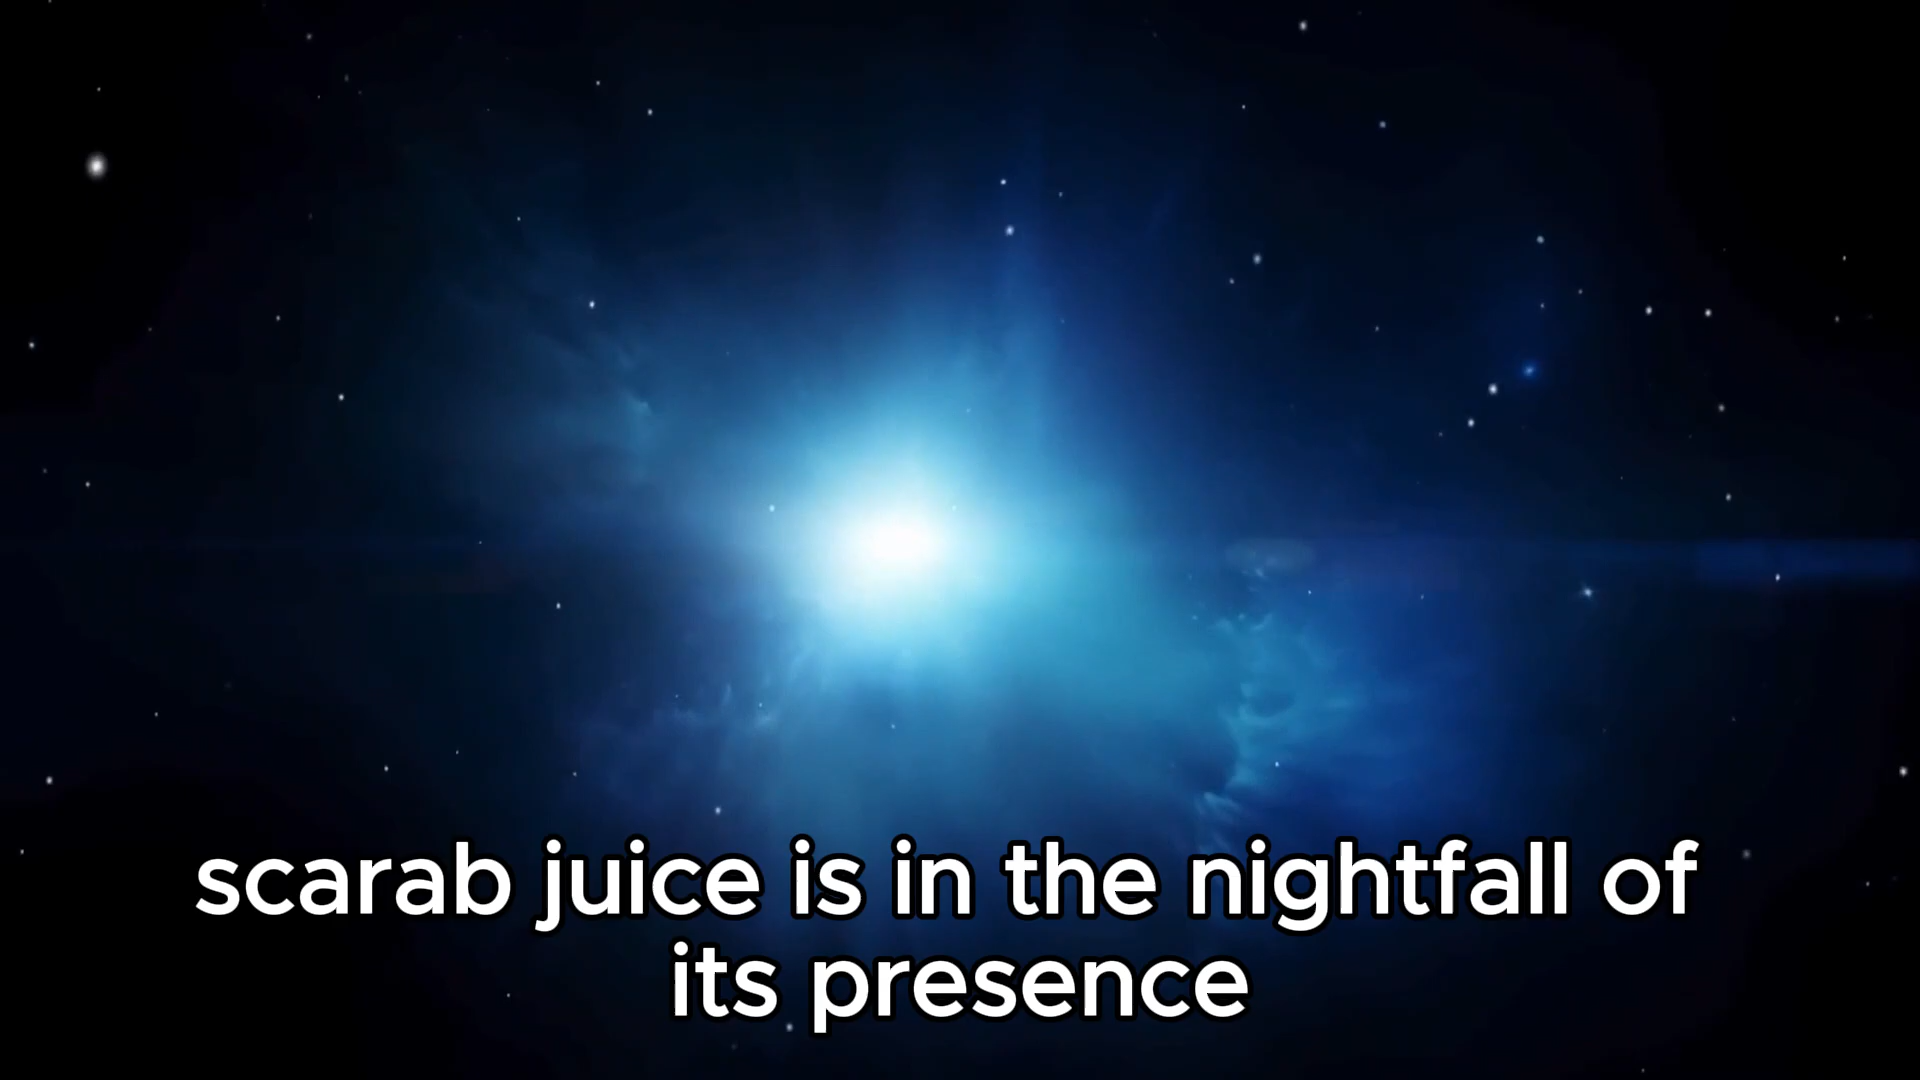 scarab juice is in the nightfall of
its presence